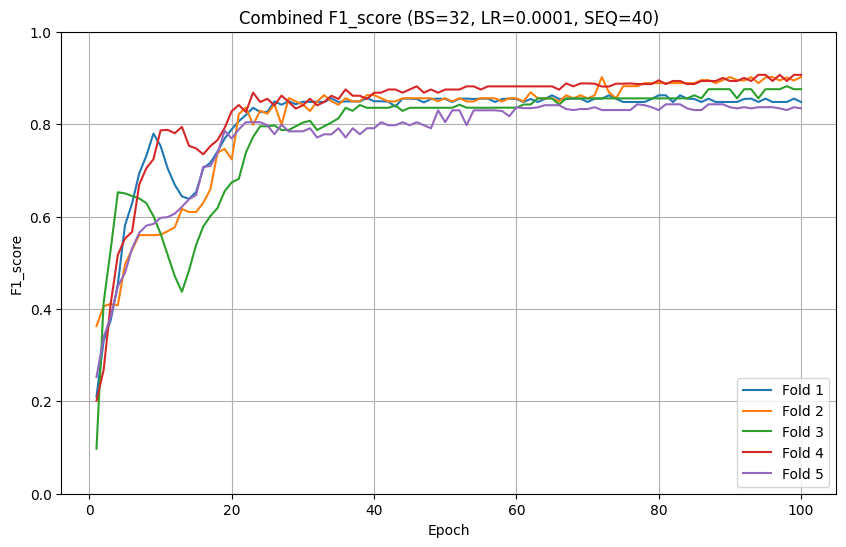 Combined F1_score (BS=32, LR=0.0001, SEQ=40)
1.0
0.8
0.6
0.4
0.2
0.0
F1_score
0 20 40 60 80 100
Epoch
Fold 1
Fold 2
Fold 3
Fold 4
Fold 5